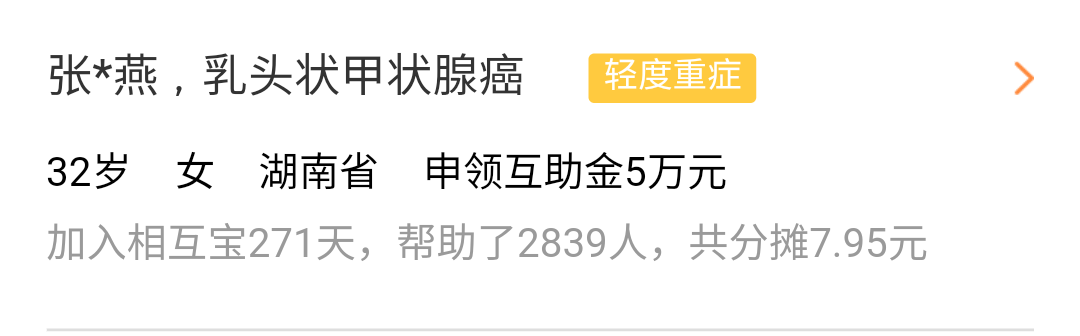 张*燕，乳头状甲状腺癌 轻度重症
32岁 女 湖南省 申领互助金5万元
加入相互宝271天，帮助了2839人，共分摊7.95元